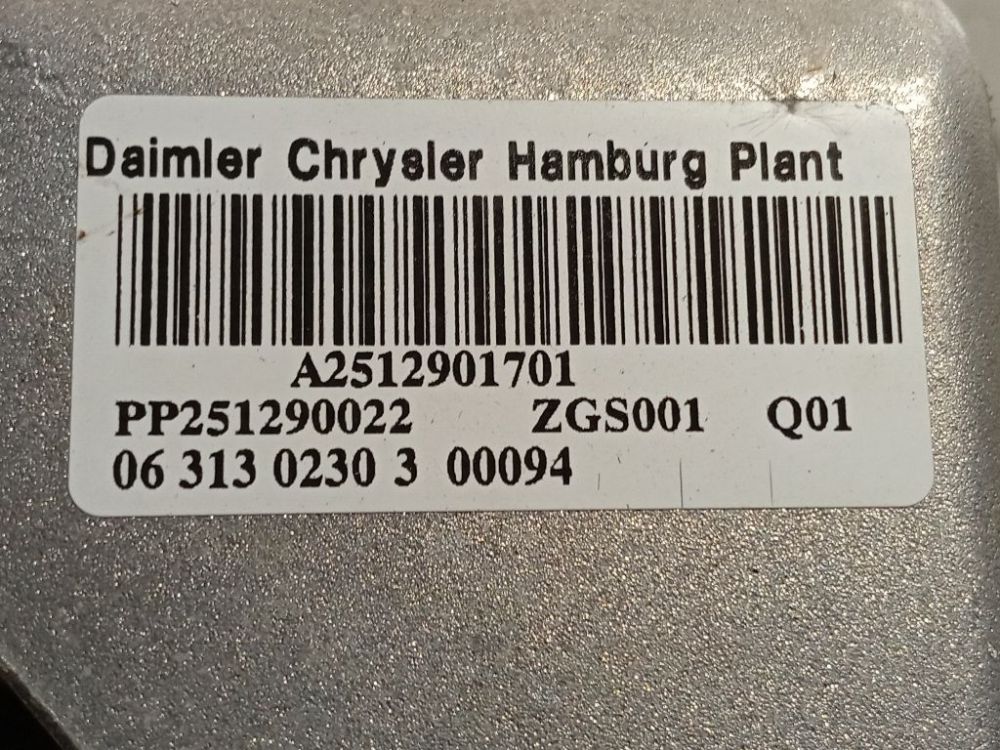 Daimler Chrysler Hamburg Plant
A2512901701
PP251290022 ZGS001 Q01
06 313 0230 3 00094